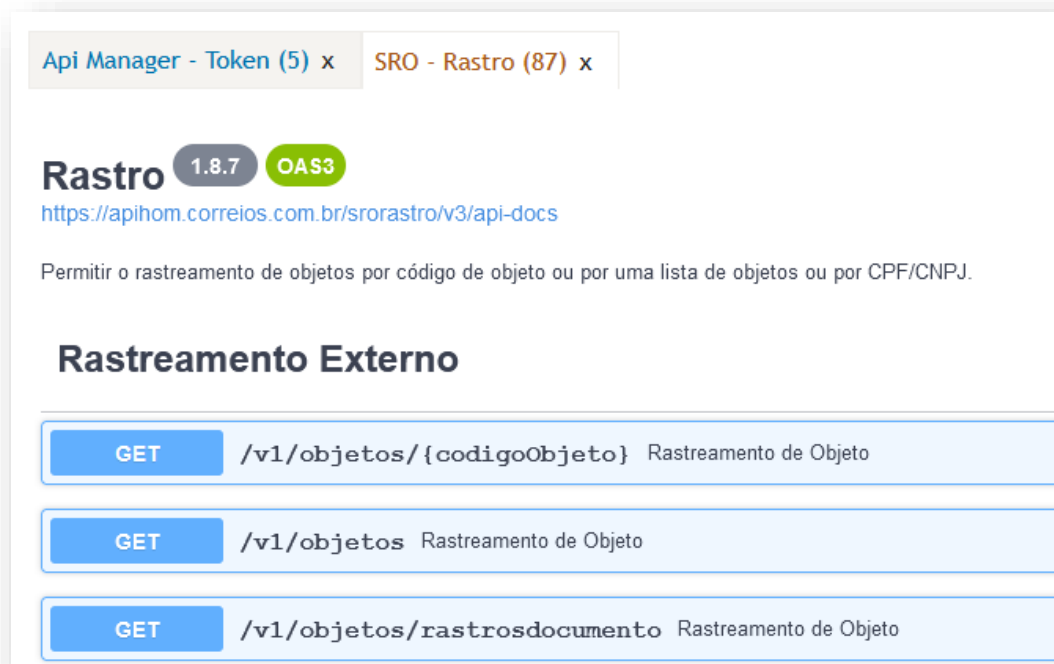 Api Manager - Token (5) x SRO - Rastro (87) x
Rastro 1.8.7 OAS3
https://apihom.correios.com.br/srorastro/v3/api-docs
Permitir o rastreamento de objetos por código de objeto ou por uma lista de objetos ou por CPF/CNPJ.
Rastreamento Externo
GET /v1/objetos/{codigoObjeto} Rastreamento de Objeto
GET /v1/objetos Rastreamento de Objeto
GET /v1/objetos/rastrosdocumento Rastreamento de Objeto